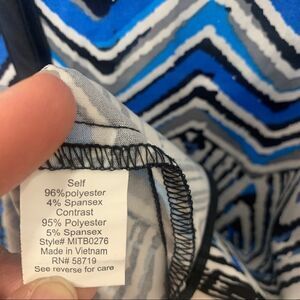 Self
96%polyester
4% Spansex
Contrast
95% Polyester
5% Spansex
Style# MITB0276
Made in Vietnam
RN# 58719
See reverse for care